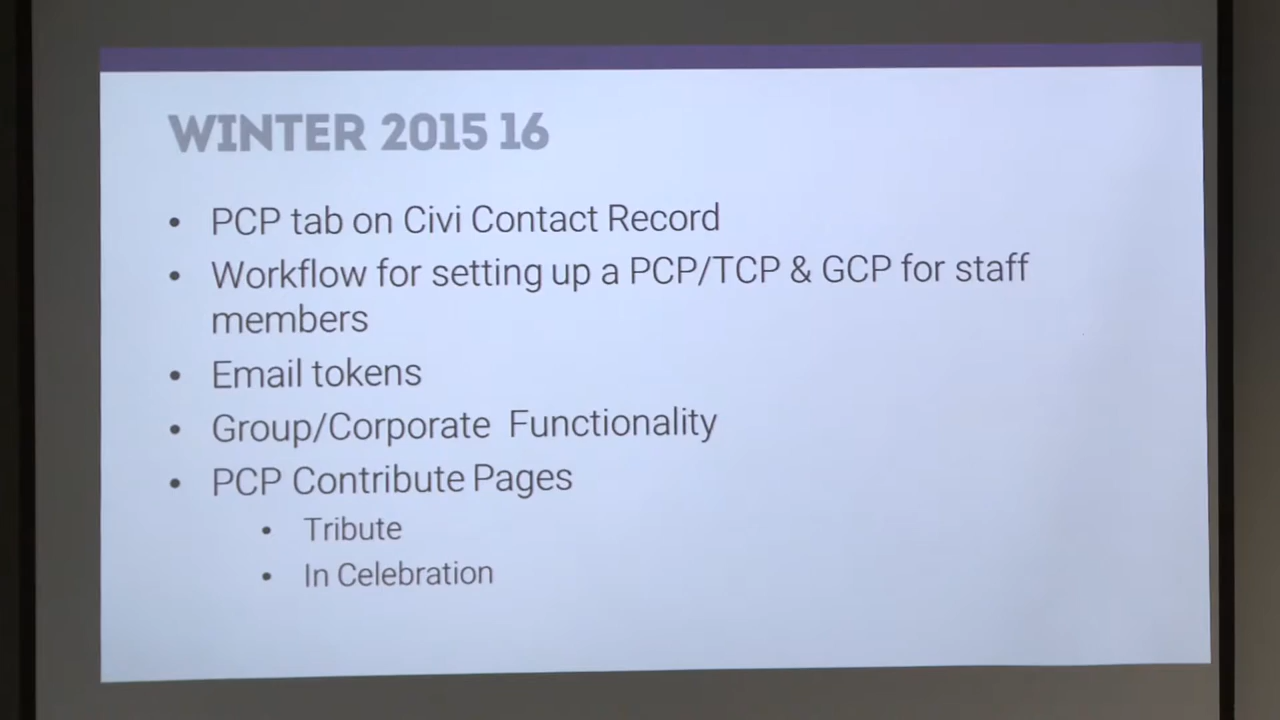 WINTER 2015 16
• PCP tab on Civi Contact Record
• Workflow for setting up a PCP/TCP & GCP for staff
members
• Email tokens
• Group/Corporate Functionality
• PCP Contribute Pages
• Tribute
• In Celebration